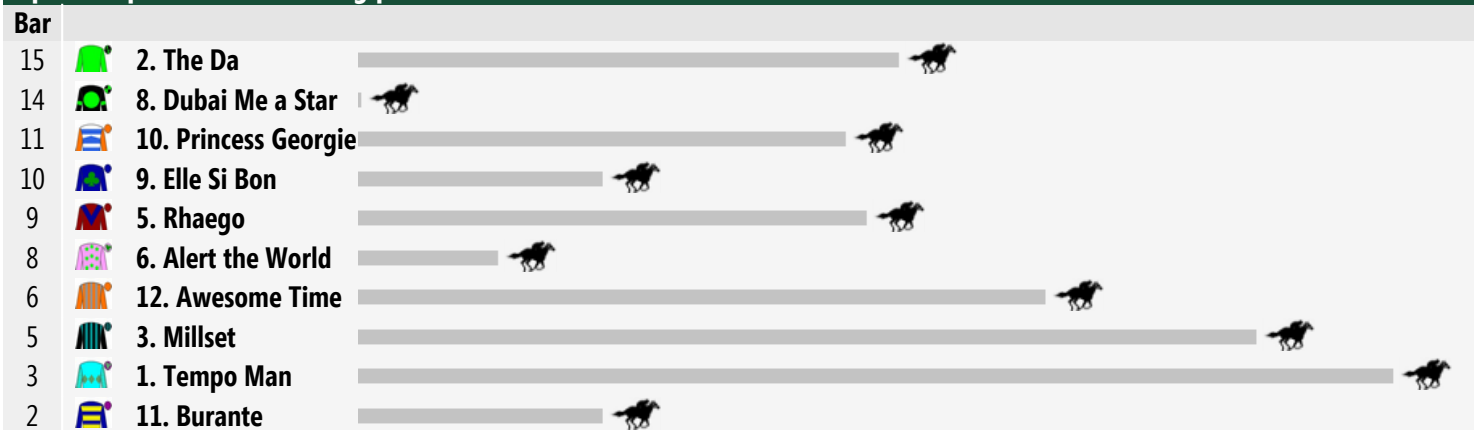 Bar
15 2. The Da
14 8. Dubai Me a Star
11 10. Princess Georgie
10 9. Elle Si Bon
9 5. Rhaego
8 6. Alert the World
6 12. Awesome Time
5 3. Millset
3 1. Tempo Man
2 11. Burante